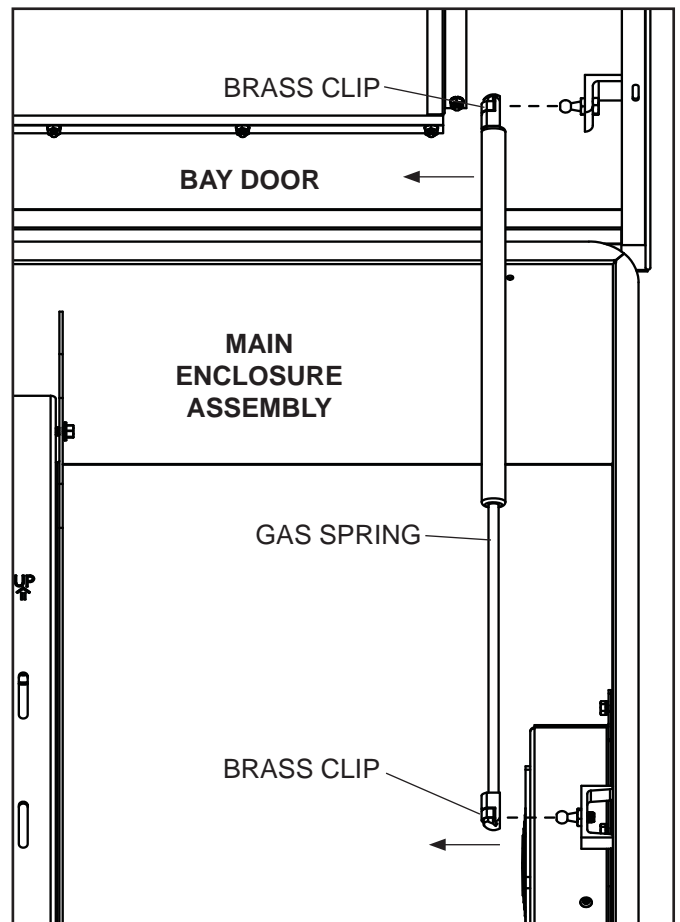 BRASS CLIP
BAY DOOR
MAIN
ENCLOSURE
ASSEMBLY
GAS SPRING
UP
BRASS CLIP